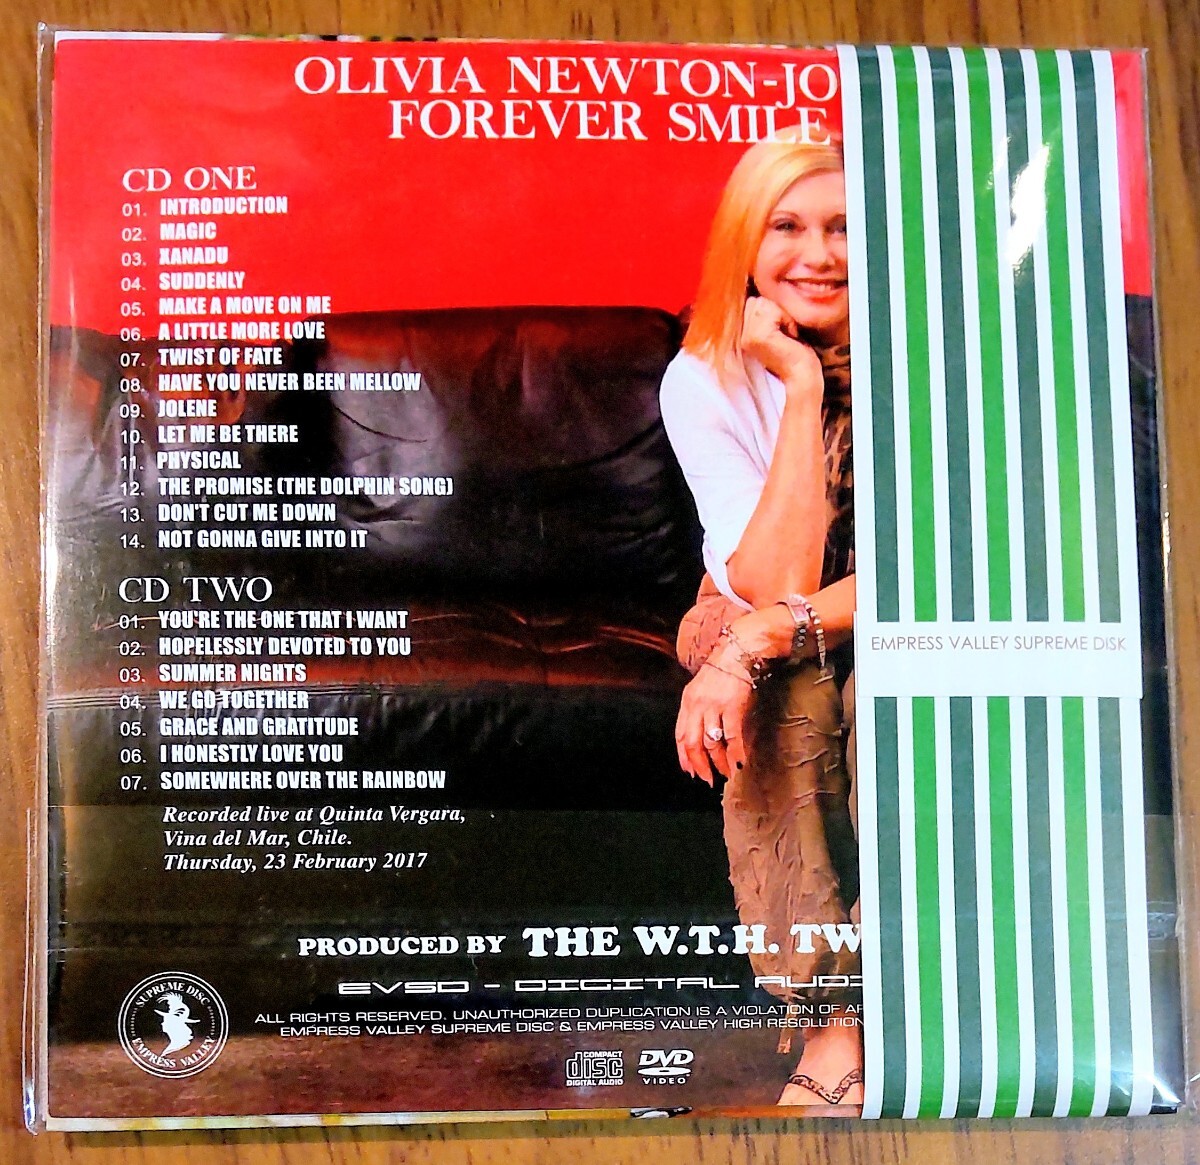 OLIVIA NEWTON-JO
FOREVER SMILE
CD ONE
01. INTRODUCTION
02. MAGIC
03. XANADU
04. SUDDENLY
05. MAKE A MOVE ON ME
06. A LITTLE MORE LOVE
07. TWIST OF FATE
08. HAVE YOU NEVER BEEN MELLOW
09. JOLENE
10. LET ME BE THERE
11. PHYSICAL
12. THE PROMISE (THE DOLPHIN SONG)
13. DON'T CUT ME DOWN
14. NOT GONNA GIVE INTO IT
CD TWO
01. YOU'RE THE ONE THAT I WANT
02. HOPELESSLY DEVOTED TO YOU
03. SUMMER NIGHTS
04. WE GO TOGETHER
05. GRACE AND GRATITUDE
06. I HONESTLY LOVE YOU
07. SOMEWHERE OVER THE RAINBOW
Recorded live at Quinta Vergara,
Vina del Mar, Chile.
Thursday, 23 February 2017
EMPRESS VALLEY SUPREME DISK
PRODUCED BY THE W.T.H. TW
EVSD - DIGITAL AUDI
ALL RIGHTS RESERVED. UNAUTHORIZED DUPLICATION IS A VIOLATION OF AP
EMPRESS VALLEY SUPREME DISC & EMPRESS VALLEY HIGH RESOLUTION
SUPREME DISC
EMPRESS VALLEY
COMPACT
disc
DIGITAL AUDIO
DVD
VIDEO